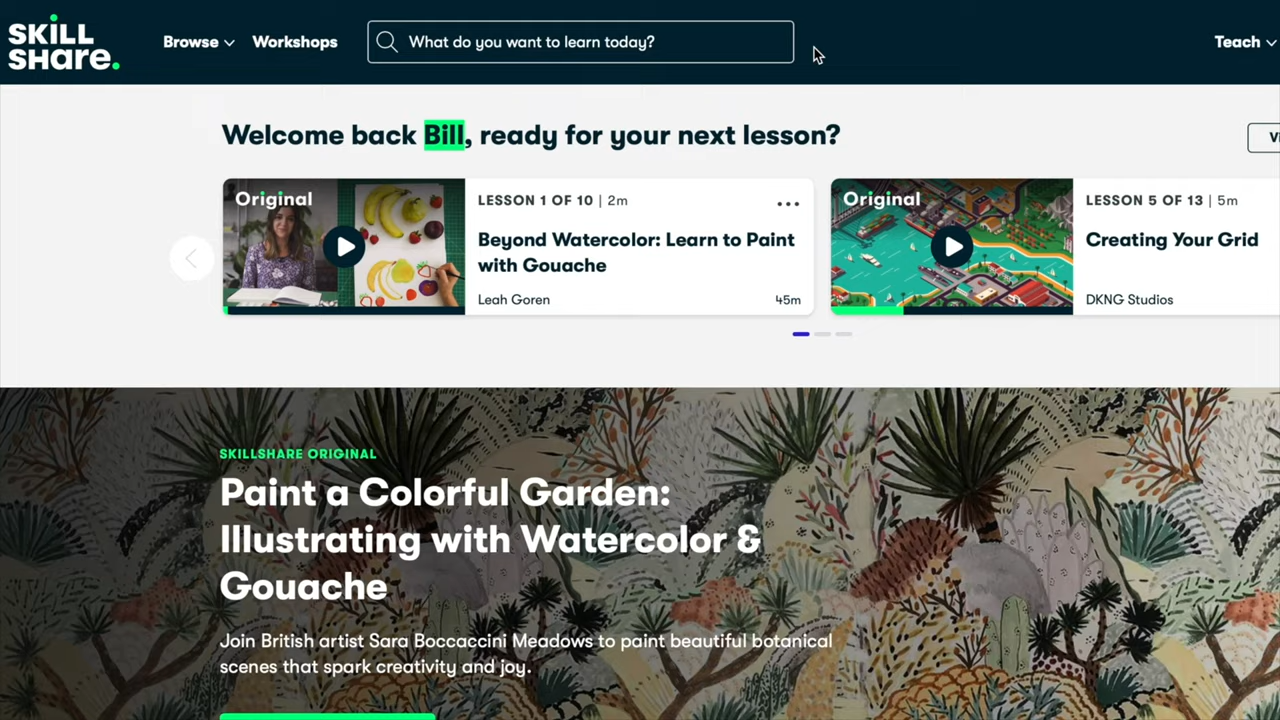 SKILL
SHare.
Browse
Workshops
What do you want to learn today?
Teach
Welcome back Bill, ready for your next lesson?
Original
LESSON 1 OF 10 | 2m
Beyond Watercolor: Learn to Paint
with Gouache
Leah Goren
45m
Original
LESSON 5 OF 13 | 5m
Creating Your Grid
DKNG Studios
SKILLSHARE ORIGINAL
Paint a Colorful Garden:
Illustrating with Watercolor &
Gouache
Join British artist Sara Boccaccini Meadows to paint beautiful botanical
scenes that spark creativity and joy.